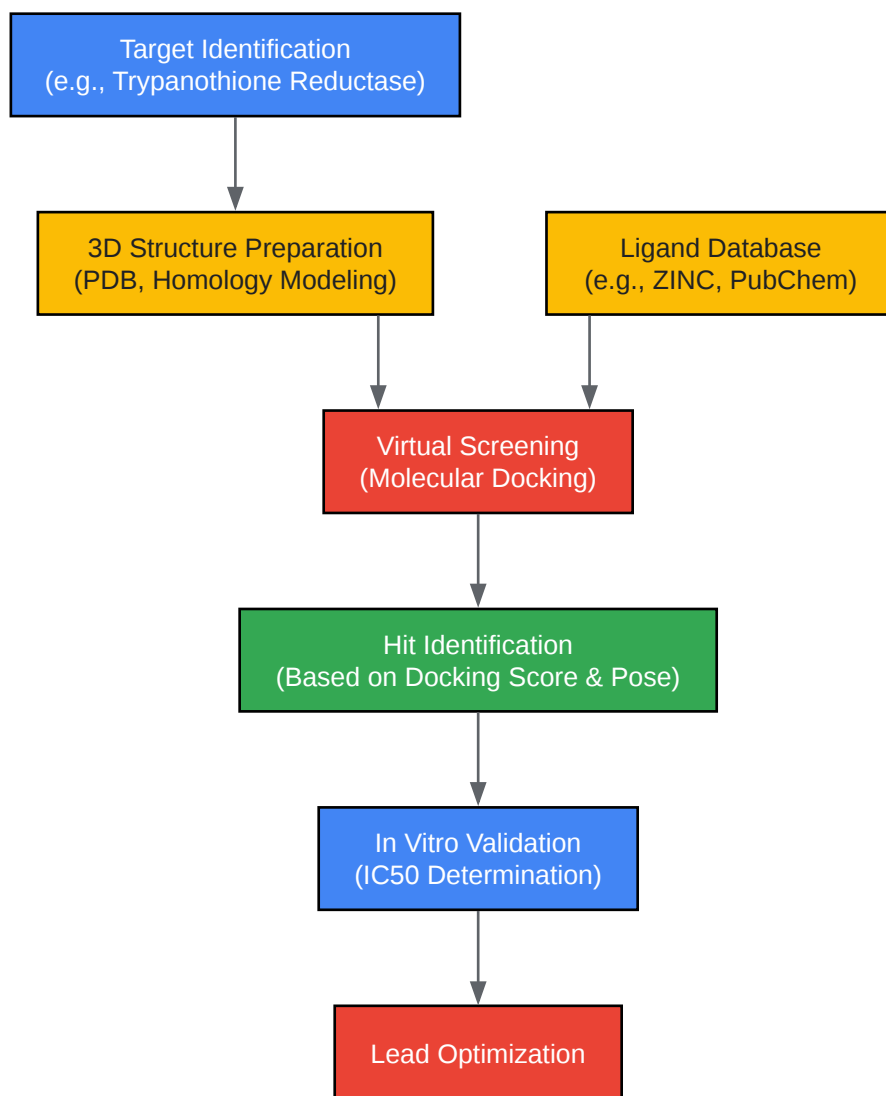 Target Identification
(e.g., Trypanothione Reductase)
3D Structure Preparation
(PDB, Homology Modeling)
Ligand Database
(e.g., ZINC, PubChem)
Virtual Screening
(Molecular Docking)
Hit Identification
(Based on Docking Score & Pose)
In Vitro Validation
(IC50 Determination)
Lead Optimization